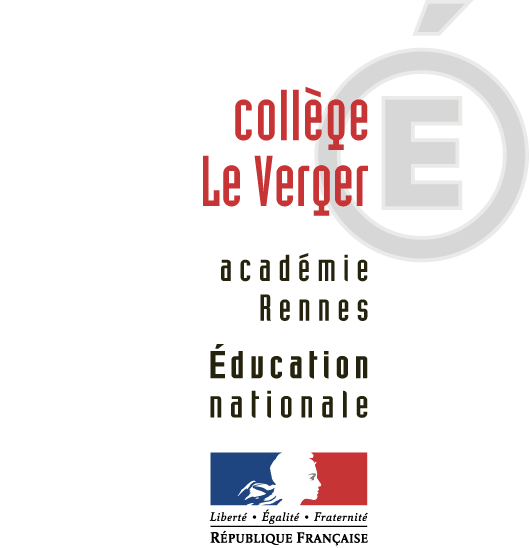 É
collège
Le Verger
académie
Rennes
Éducation
nationale
Liberté • Égalité • Fraternité
RÉPUBLIQUE FRANÇAISE